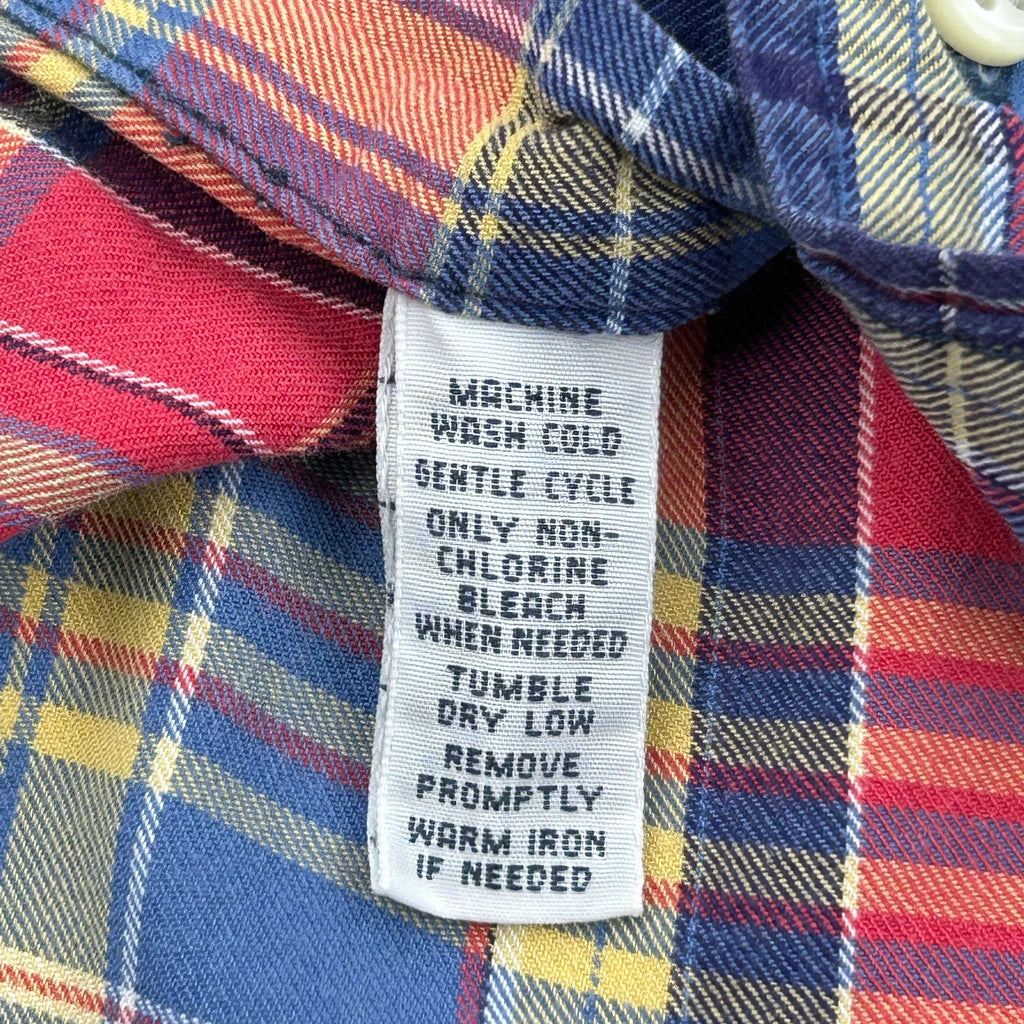 MACHINE
WASH COLD
GENTLE CYCLE
ONLY NON-
CHLORINE
BLEACH
WHEN NEEDED
TUMBLE
DRY LOW
REMOVE
PROMPTLY
WARM IRON
IF NEEDED